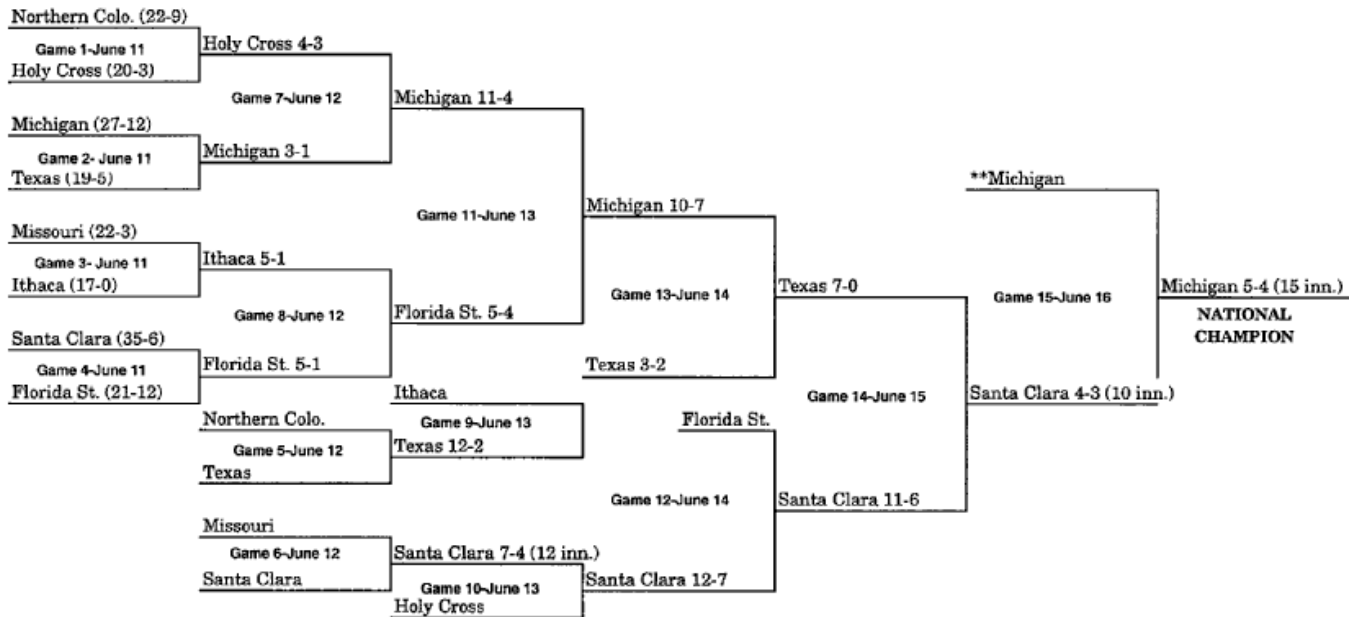 Northern Colo. (22-9)
Game 1-June 11
Holy Cross (20-3)
Holy Cross 4-3
Game 7-June 12
Michigan (27-12)
Game 2- June 11
Texas (19-5)
Michigan 3-1
Michigan 11-4
Game 11-June 13
Missouri (22-3)
Game 3- June 11
Ithaca (17-0)
Ithaca 5-1
Game 8-June 12
Santa Clara (35-6)
Game 4-June 11
Florida St. (21-12)
Florida St. 5-1
Florida St. 5-4
Michigan 10-7
Game 13-June 14
Texas 3-2
Texas 7-0
Ithaca
Game 9-June 13
Northern Colo.
Game 5-June 12
Texas
Texas 12-2
Game 14-June 15
Florida St.
Game 12-June 14
Santa Clara 11-6
Missouri
Game 6-June 12
Santa Clara
Santa Clara 7-4 (12 inn.)
Game 10-June 13
Holy Cross
Santa Clara 12-7
**Michigan
Game 15-June 16
Santa Clara 4-3 (10 inn.)
Michigan 5-4 (15 inn.)
NATIONAL
CHAMPION